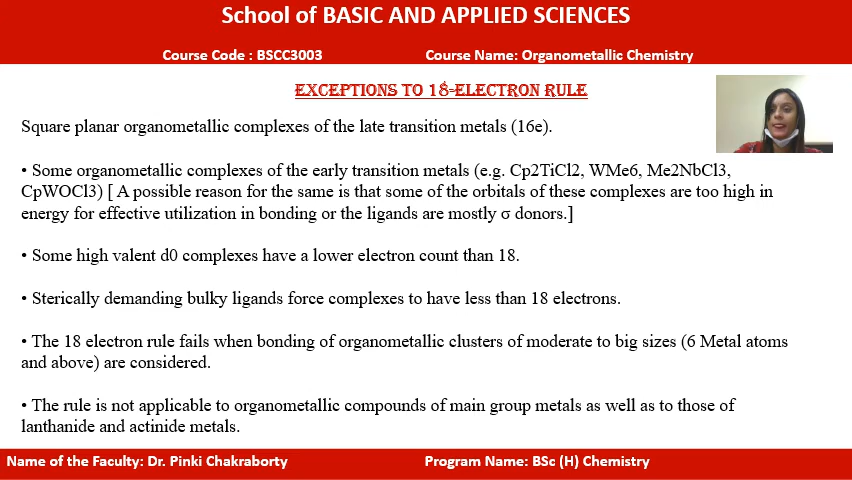 School of BASIC AND APPLIED SCIENCES
Course Code : BSCC3003 Course Name: Organometallic Chemistry
EXCEPTIONS TO 18-ELECTRON RULE
Square planar organometallic complexes of the late transition metals (16e).
• Some organometallic complexes of the early transition metals (e.g. Cp2TiCl2, WMe6, Me2NbCl3,
CpWOCl3) [ A possible reason for the same is that some of the orbitals of these complexes are too high in
energy for effective utilization in bonding or the ligands are mostly σ donors.]
• Some high valent d0 complexes have a lower electron count than 18.
• Sterically demanding bulky ligands force complexes to have less than 18 electrons.
• The 18 electron rule fails when bonding of organometallic clusters of moderate to big sizes (6 Metal atoms
and above) are considered.
• The rule is not applicable to organometallic compounds of main group metals as well as to those of
lanthanide and actinide metals.
Name of the Faculty: Dr. Pinki Chakraborty Program Name: BSc (H) Chemistry